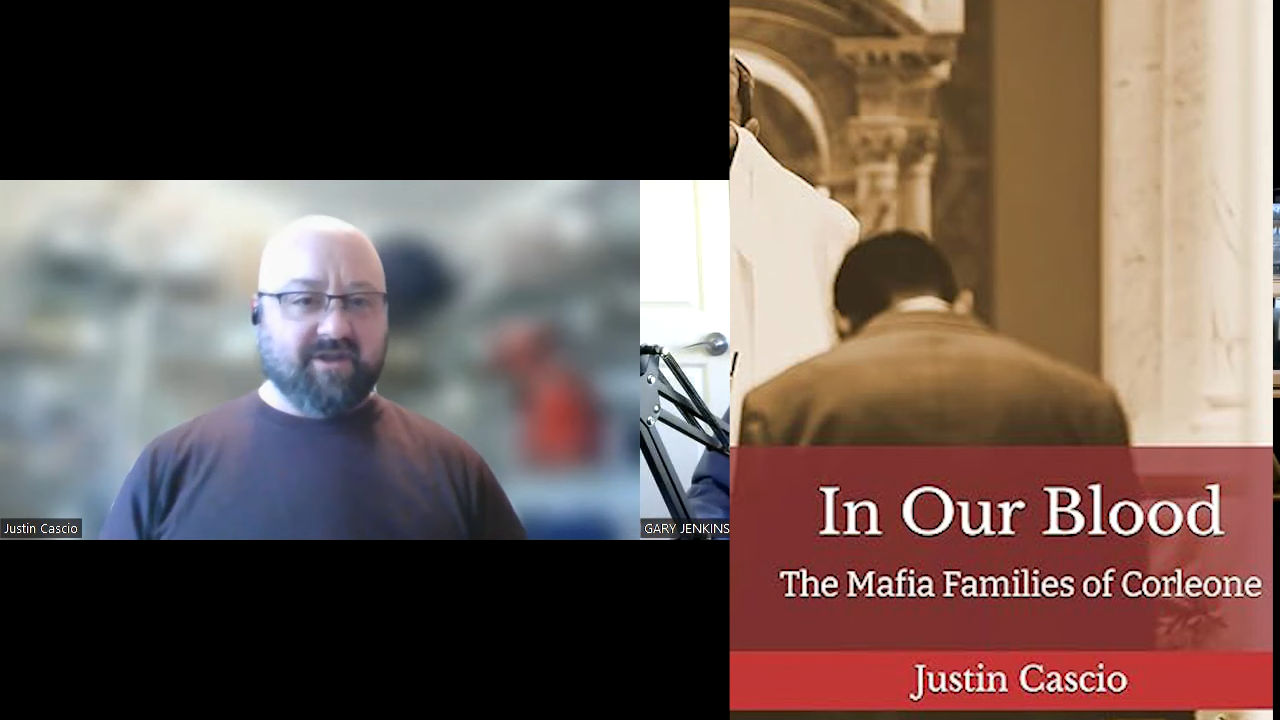 Justin Cascio
GARY JENKINS
In Our Blood
The Mafia Families of Corleone
Justin Cascio